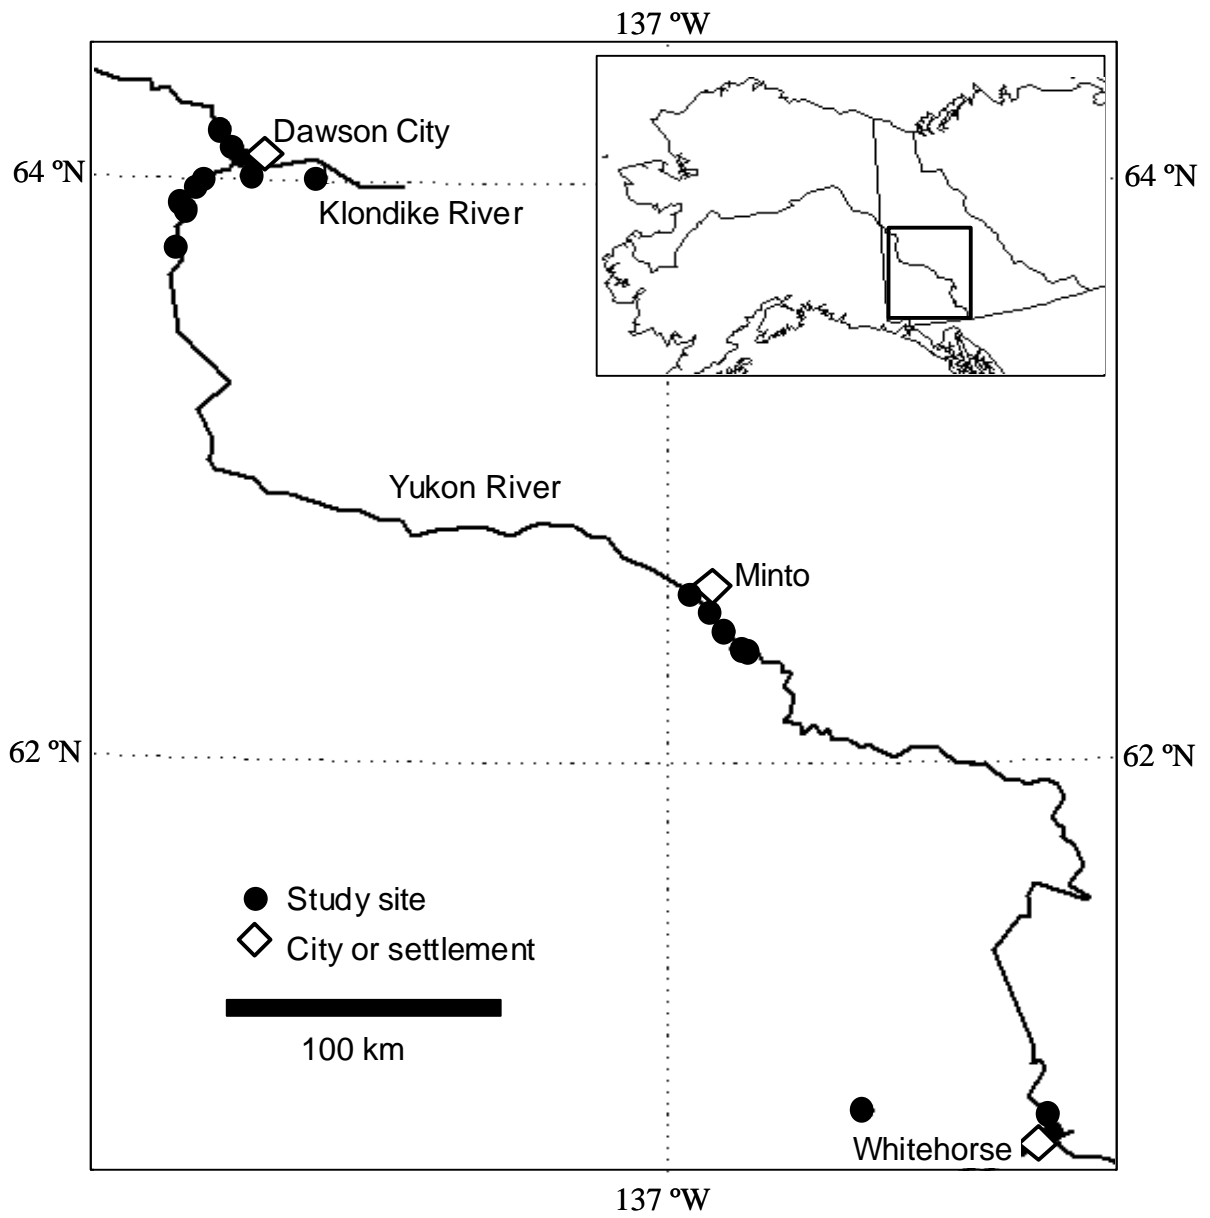 137 ºW
Dawson City
64 ºN
64 ºN
Klondike River
Yukon River
Minto
62 ºN
62 ºN
Study site
City or settlement
100 km
Whitehorse
137 ºW